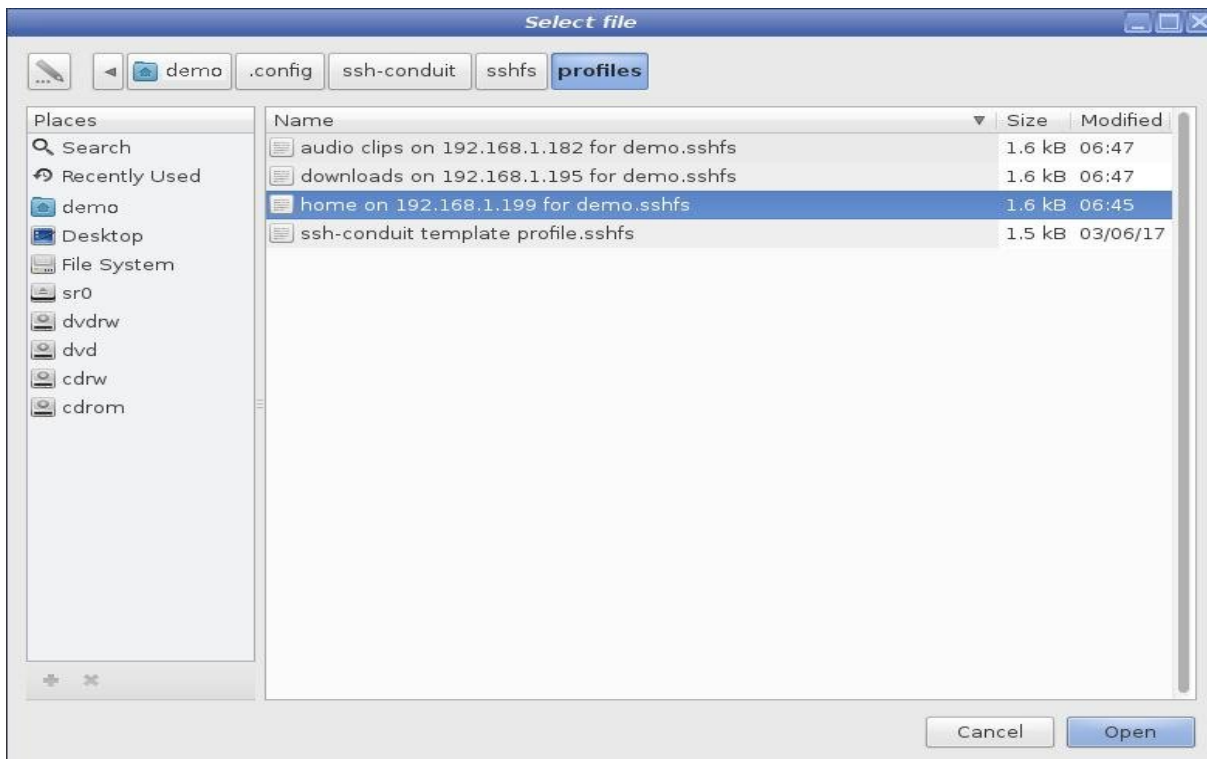 Select file
demo .config ssh-conduit sshfs profiles
Places
Search
Recently Used
demo
Desktop
File System
sr0
dvdrw
dvd
cdrw
cdrom
Name Size Modified
audio clips on 192.168.1.182 for demo.sshfs 1.6 kB 06:47
downloads on 192.168.1.195 for demo.sshfs 1.6 kB 06:47
home on 192.168.1.199 for demo.sshfs 1.6 kB 06:45
ssh-conduit template profile.sshfs 1.5 kB 03/06/17
Cancel Open